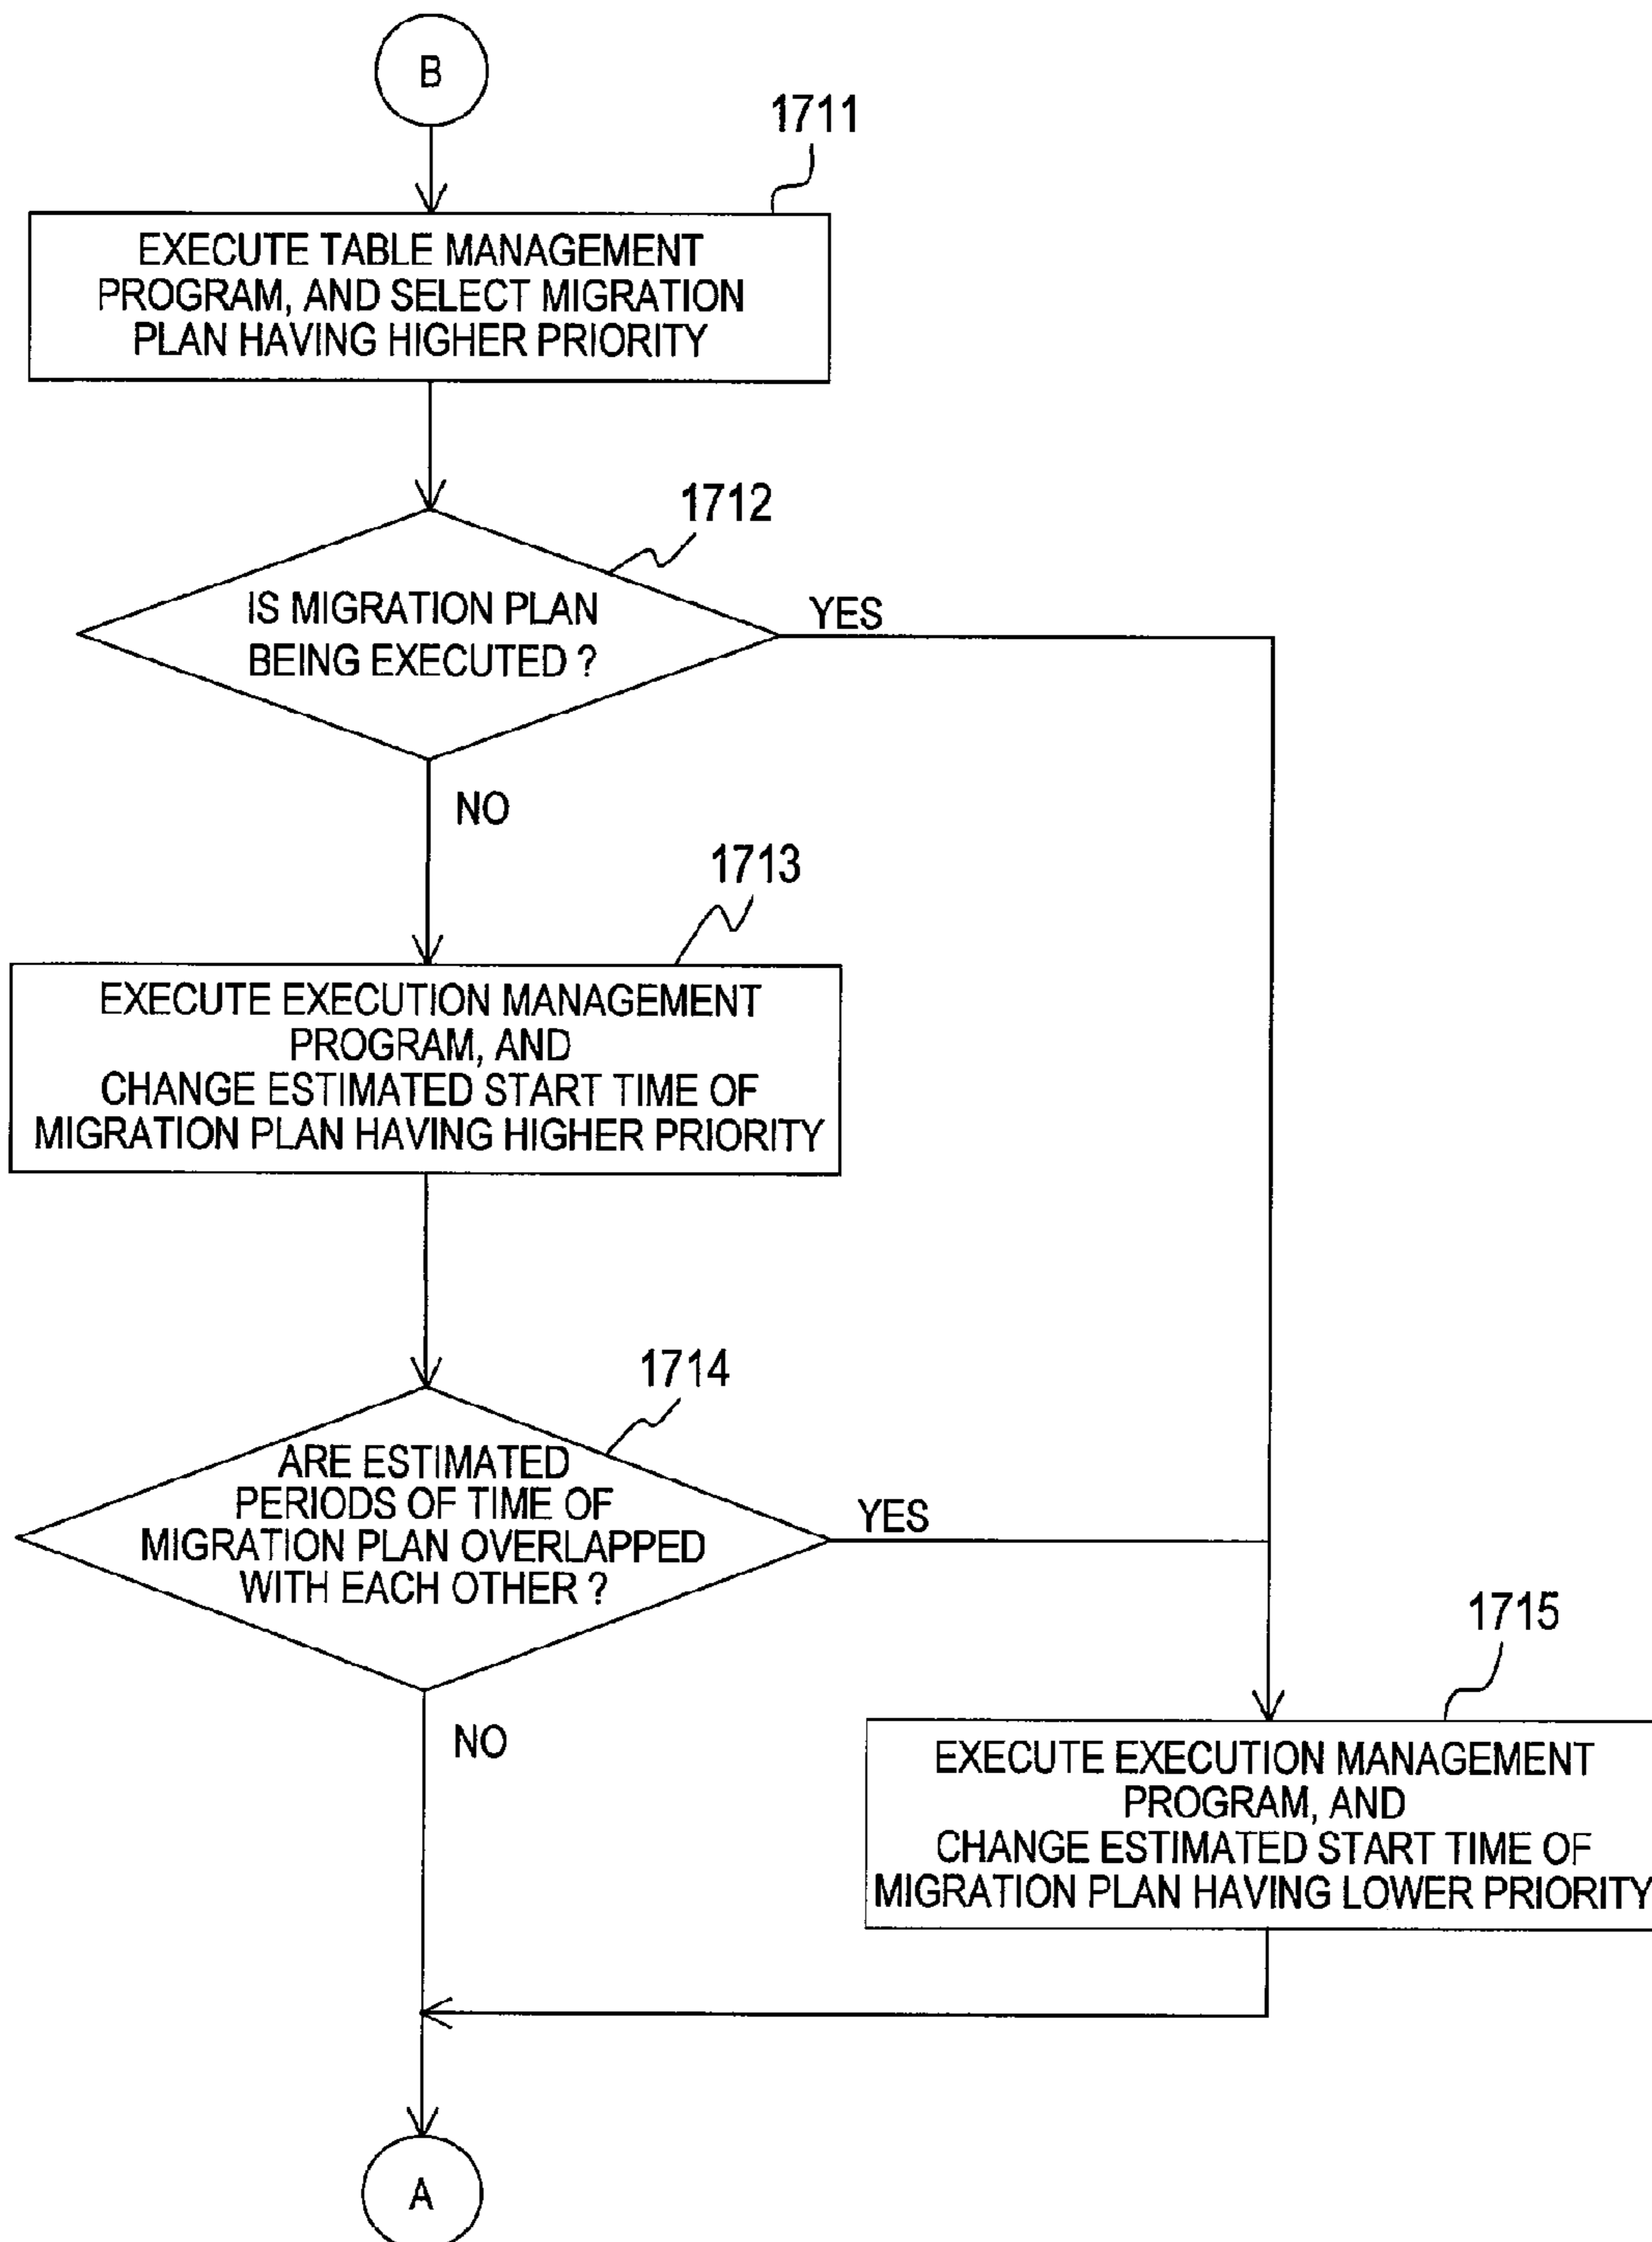 B
1711
EXECUTE TABLE MANAGEMENT
PROGRAM, AND SELECT MIGRATION
PLAN HAVING HIGHER PRIORITY
1712
IS MIGRATION PLAN
BEING EXECUTED ?
YES
NO
1713
EXECUTE EXECUTION MANAGEMENT
PROGRAM, AND
CHANGE ESTIMATED START TIME OF
MIGRATION PLAN HAVING HIGHER PRIORITY
1714
ARE ESTIMATED
PERIODS OF TIME OF
MIGRATION PLAN OVERLAPPED
WITH EACH OTHER ?
YES
NO
1715
EXECUTE EXECUTION MANAGEMENT
PROGRAM, AND
CHANGE ESTIMATED START TIME OF
MIGRATION PLAN HAVING LOWER PRIORITY
A